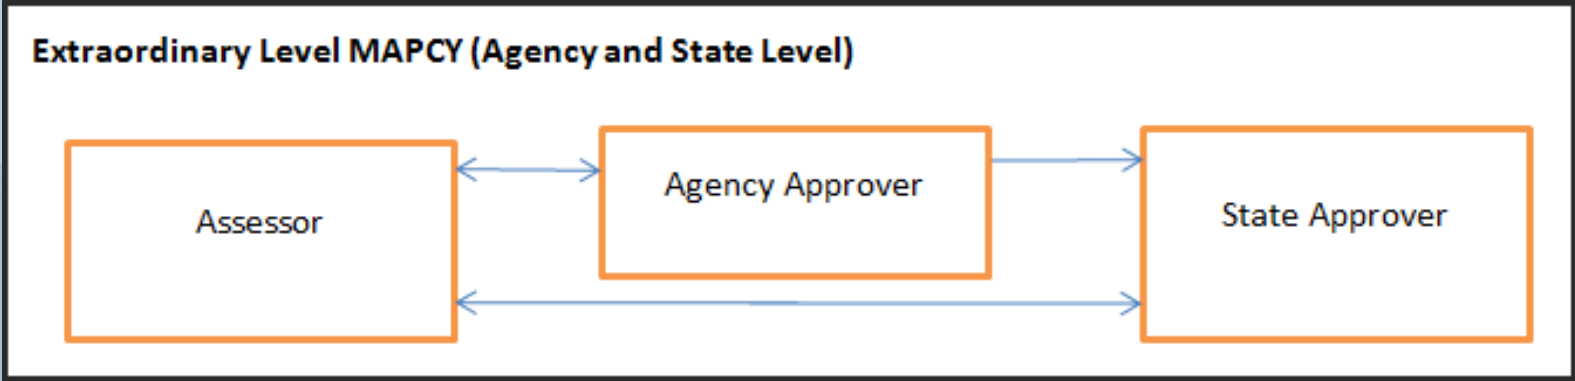 Extraordinary Level MAPCY (Agency and State Level)
Assessor
Agency Approver
State Approver